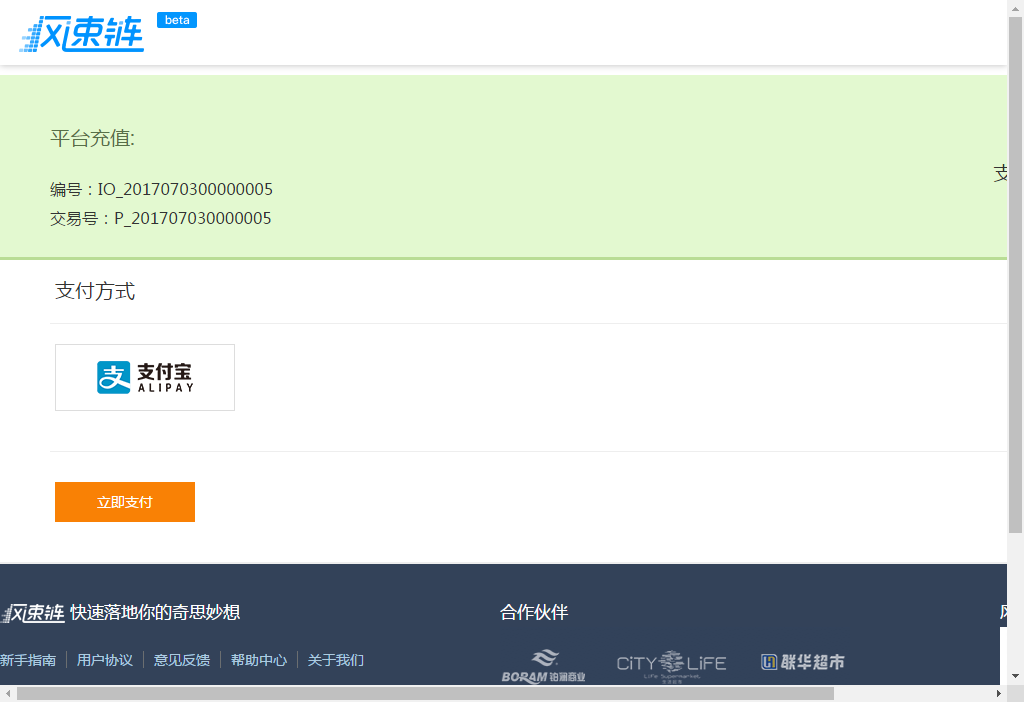 风速链 beta
平台充值:
编号：IO_2017070300000005
支
交易号：P_201707030000005
支付方式
支付宝
ALIPAY
立即支付
风速链 快速落地你的奇思妙想
合作伙伴
新手指南 用户协议 意见反馈 帮助中心 关于我们
BORAM 铂澜商业
CITY LIFE
Life Supermarket
联华超市